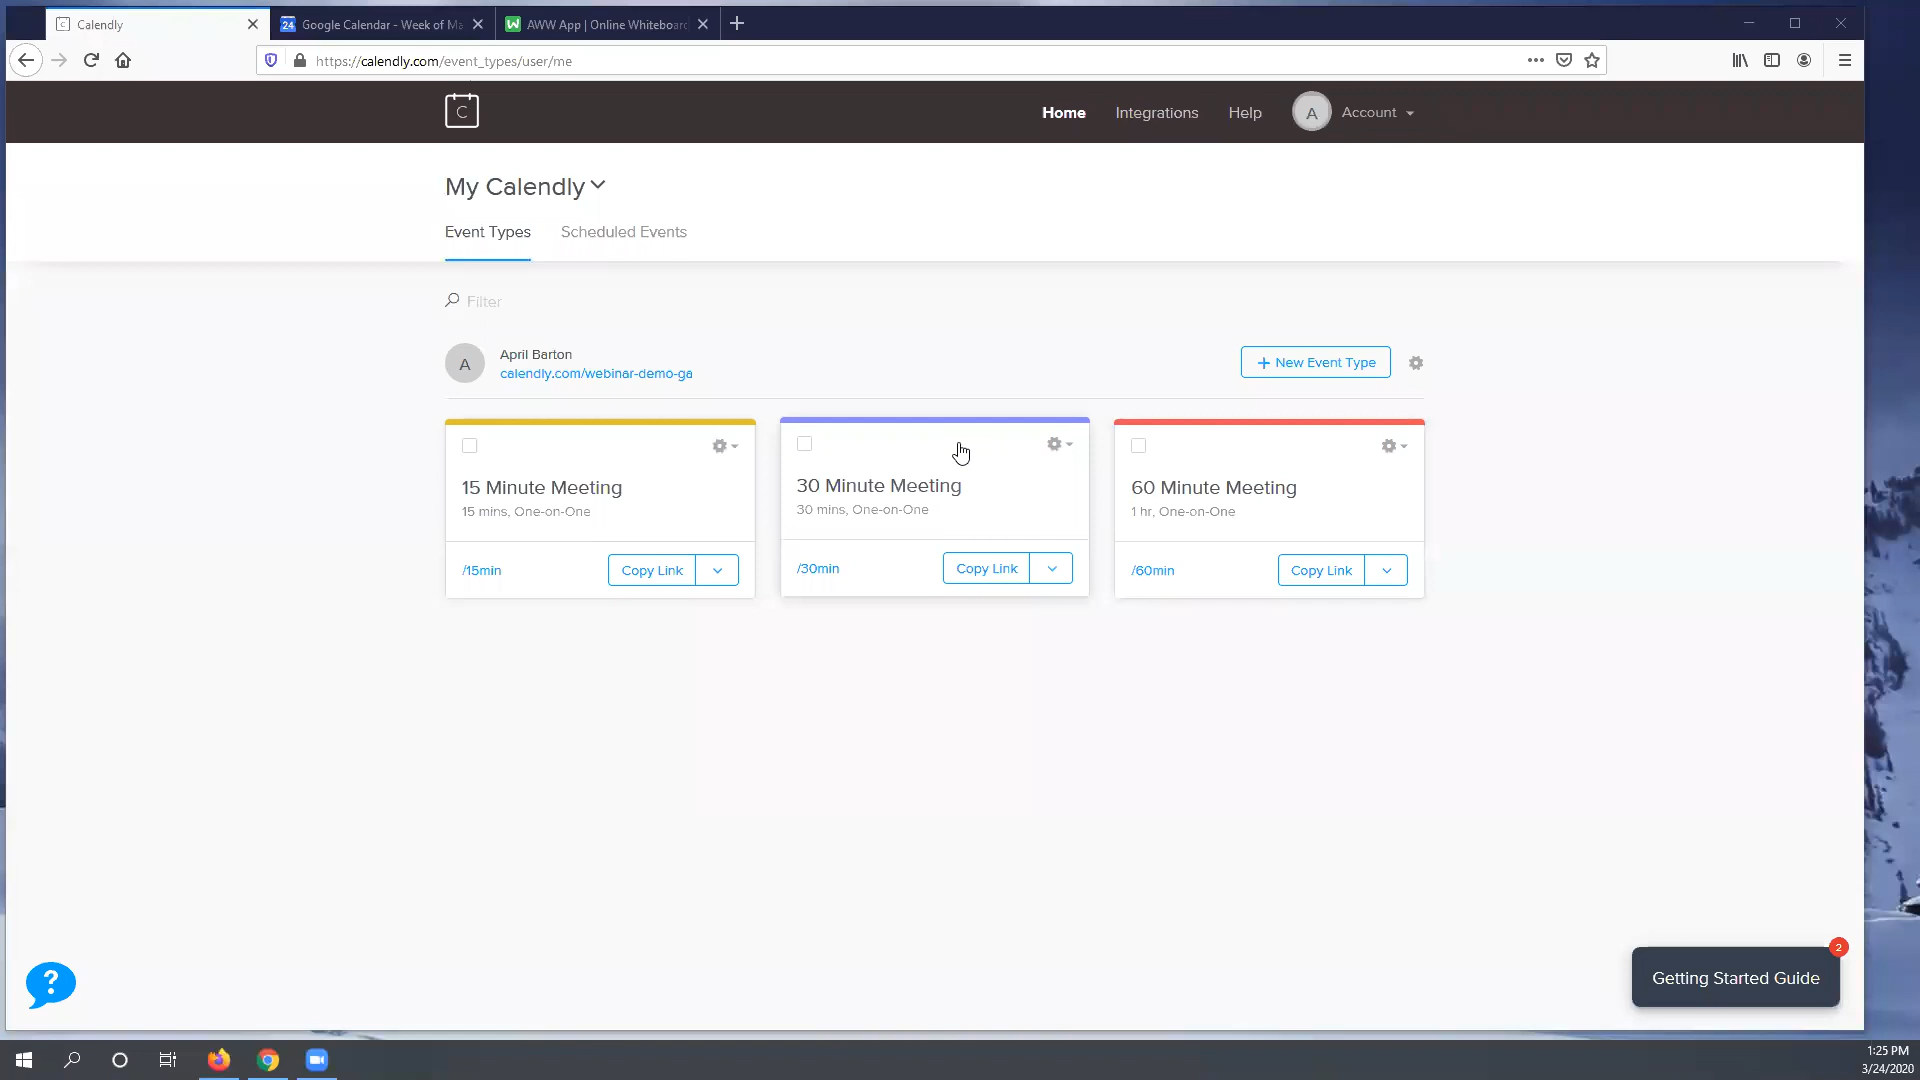 Calendly
24 Google Calendar - Week of Ma
W AWW App | Online Whiteboard
https://calendly.com/event_types/user/me
C
Home Integrations Help A Account
My Calendly
Event Types Scheduled Events
Filter
A April Barton
calendly.com/webinar-demo-ga
+ New Event Type
15 Minute Meeting
15 mins, One-on-One
/15min Copy Link
30 Minute Meeting
30 mins, One-on-One
/30min Copy Link
60 Minute Meeting
1 hr, One-on-One
/60min Copy Link
?
2
Getting Started Guide
1:25 PM
3/24/2020